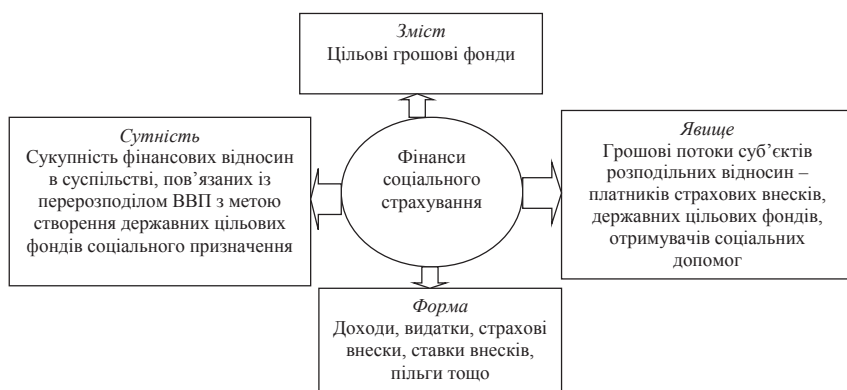 Зміст
Цільові грошові фонди
Сутність
Сукупність фінансових відносин
в суспільстві, пов’язаних із
перерозподілом ВВП з метою
створення державних цільових
фондів соціального призначення
Фінанси
соціального
страхування
Явище
Грошові потоки суб’єктів
розподільних відносин –
платників страхових внесків,
державних цільових фондів,
отримувачів соціальних
допомог
Форма
Доходи, видатки, страхові
внески, ставки внесків,
пільги тощо